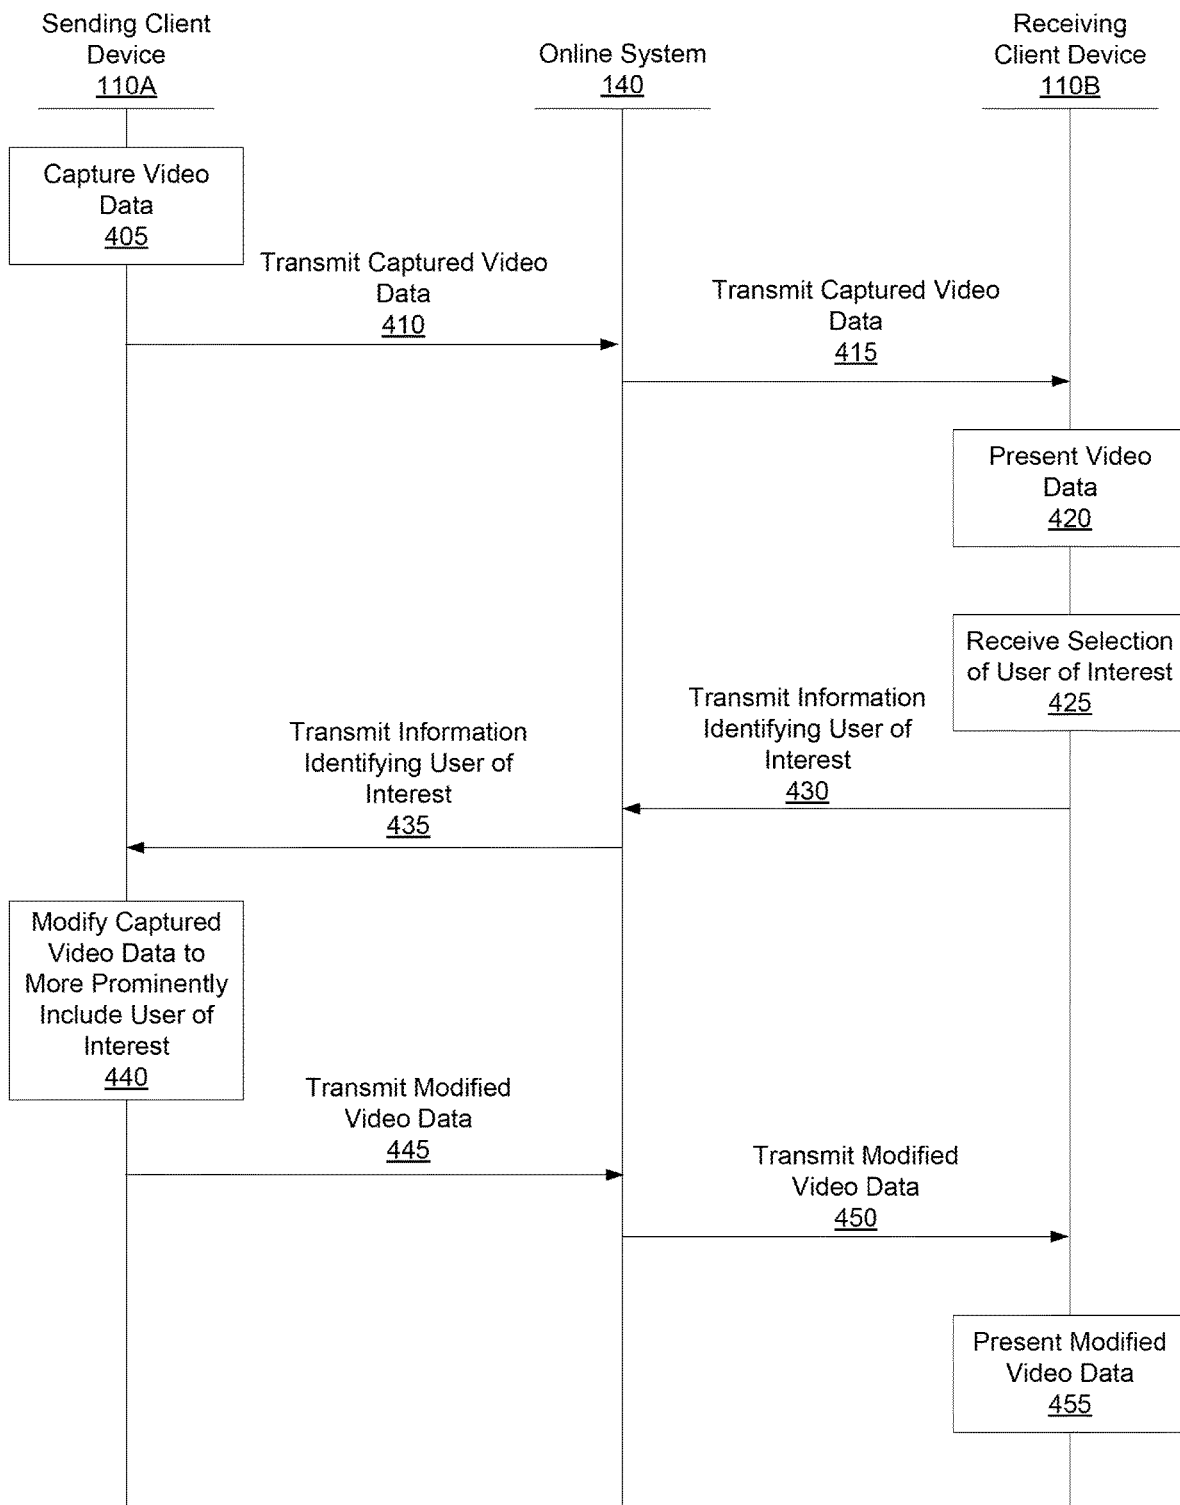 Sending Client
Device
110A
Online System
140
Receiving
Client Device
110B
Capture Video
Data
405
Transmit Captured Video
Data
410
Transmit Captured Video
Data
415
Present Video
Data
420
Receive Selection
of User of Interest
425
Transmit Information
Identifying User of
Interest
430
Transmit Information
Identifying User of
Interest
435
Modify Captured
Video Data to
More Prominently
Include User of
Interest
440
Transmit Modified
Video Data
445
Transmit Modified
Video Data
450
Present Modified
Video Data
455